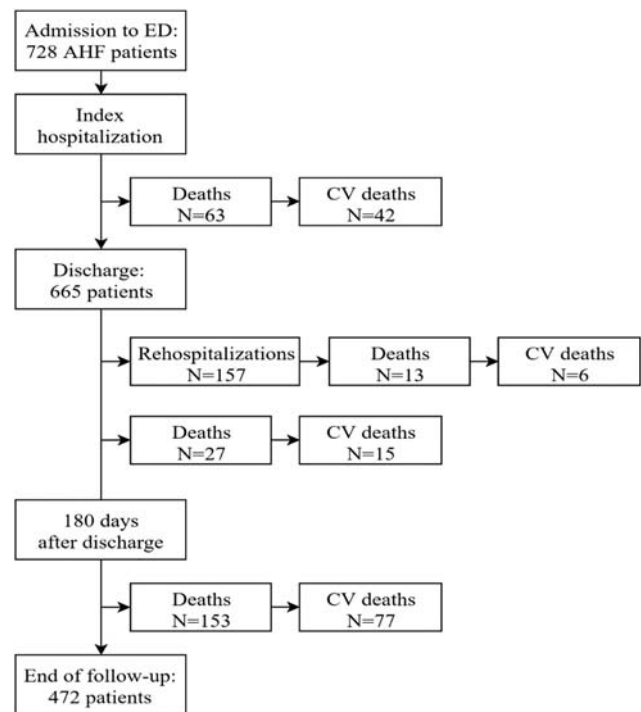 Admission to ED:
728 AHF patients
Index
hospitalization
Deaths
N=63
CV deaths
N=42
Discharge:
665 patients
Rehospitalizations
N=157
Deaths
N=13
CV deaths
N=6
Deaths
N=27
CV deaths
N=15
180 days
after discharge
Deaths
N=153
CV deaths
N=77
End of follow-up:
472 patients